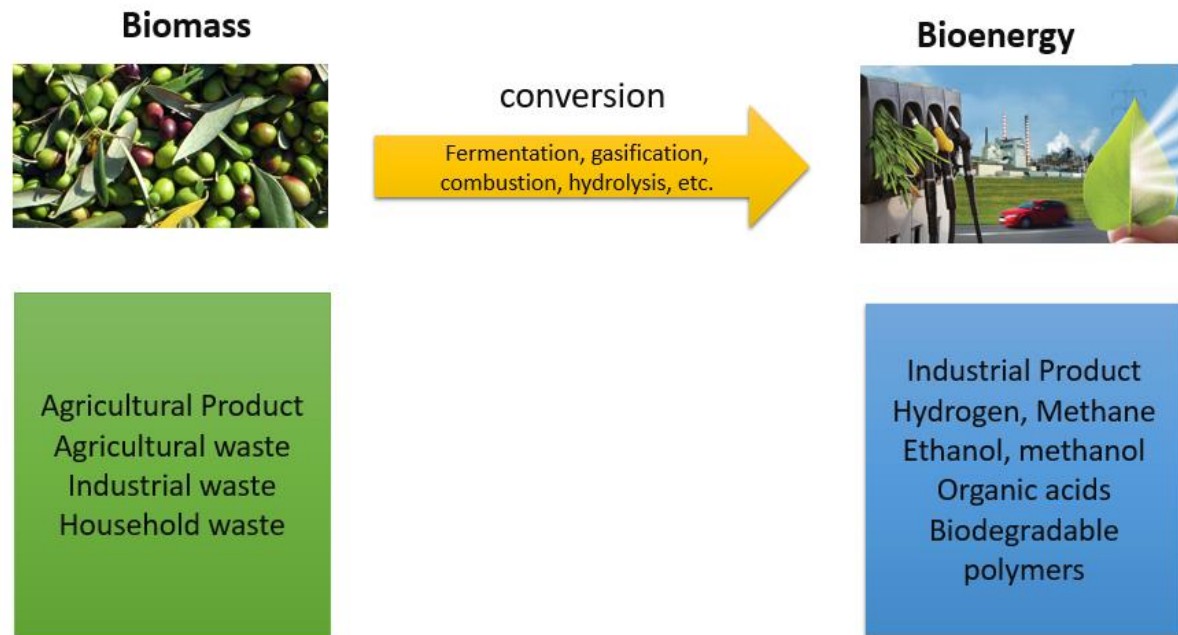 Biomass
Bioenergy
conversion
Fermentation, gasification,
combustion, hydrolysis, etc.
Agricultural Product
Agricultural waste
Industrial waste
Household waste
Industrial Product
Hydrogen, Methane
Ethanol, methanol
Organic acids
Biodegradable
polymers